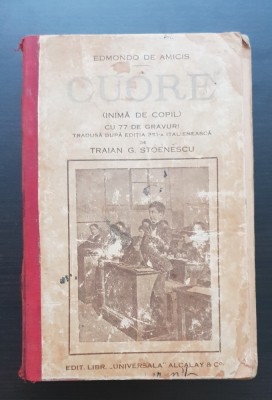 EDMONDO DE AMICIS
CUORE
(INIMĂ DE COPIL)
CU 77 DE GRAVURI
TRADUSĂ DUPĂ EDIȚIA ITALIENEASCĂ
DE
TRAIAN G. STOENESCU
EDIT. LIBR. „UNIVERSALA" ALCALAY & Co.